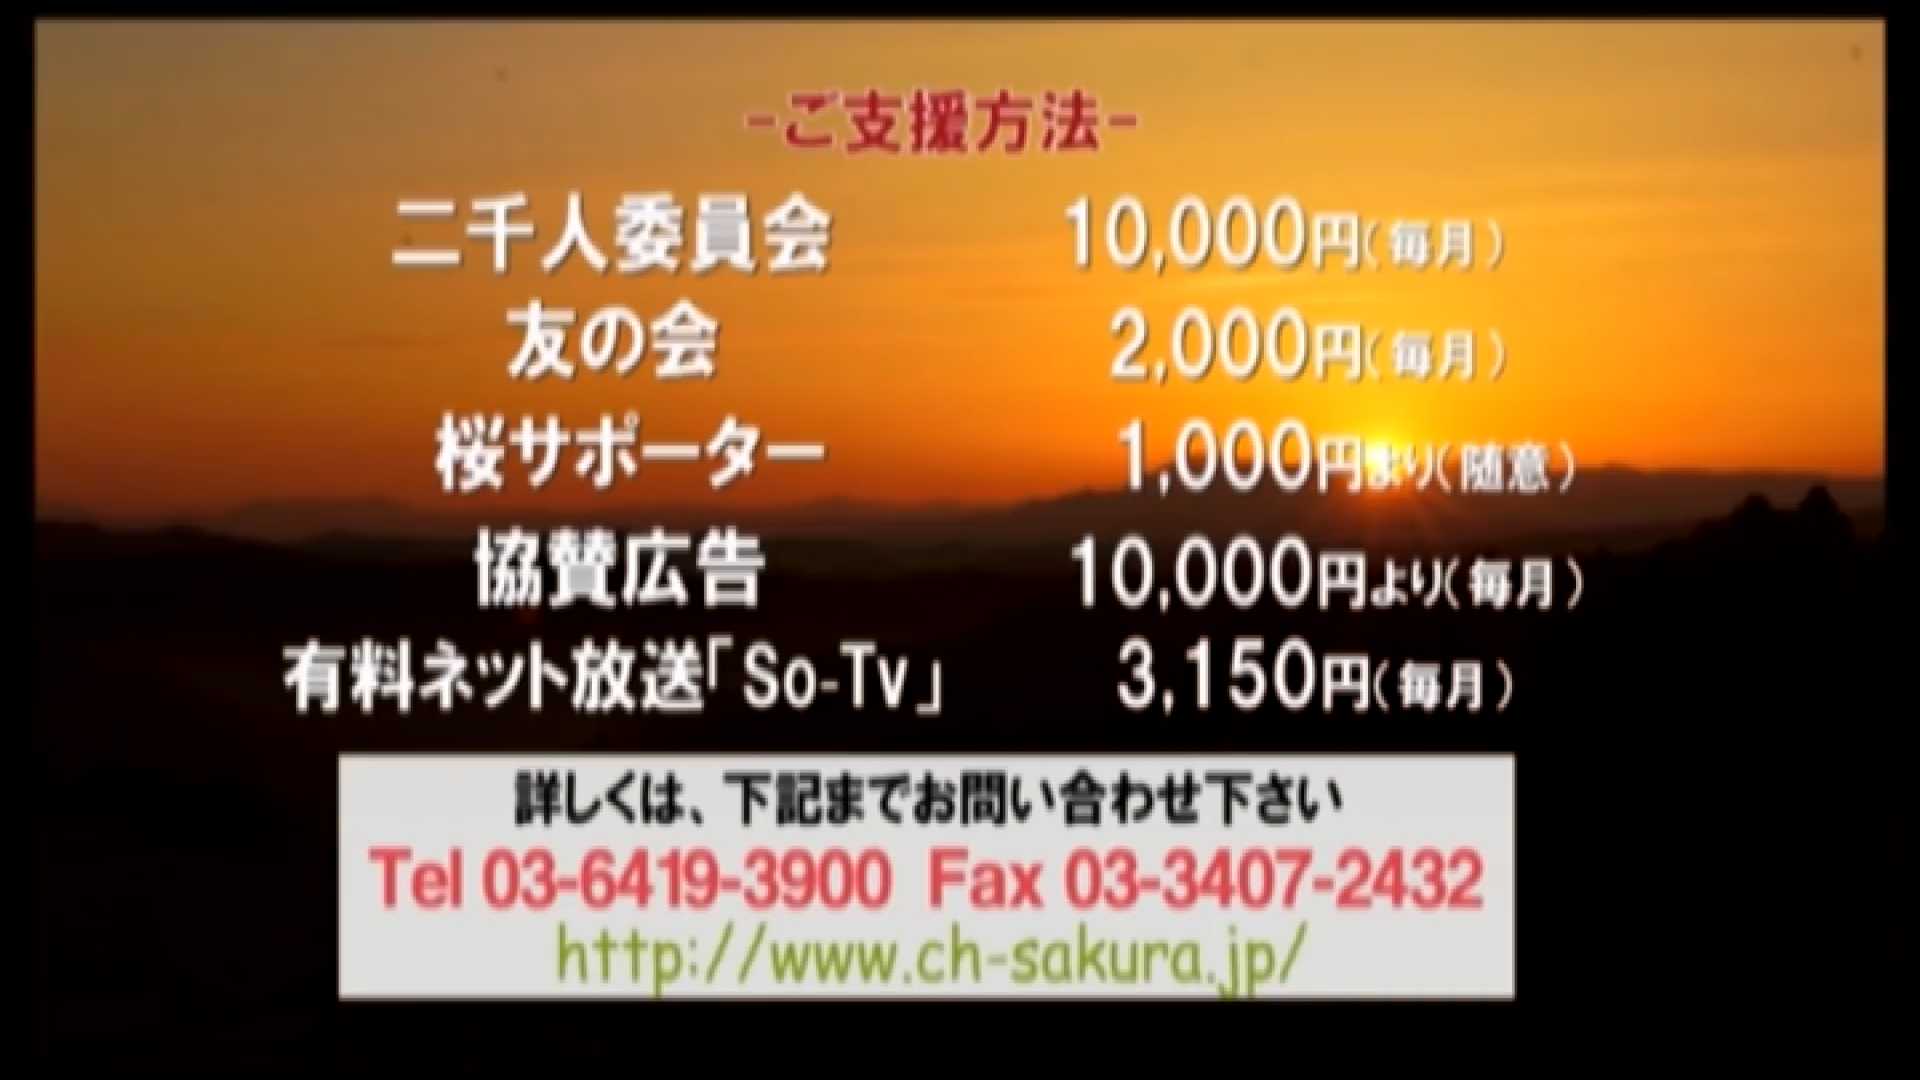 -ご支援方法-
二千人委員会 10,000円(毎月)
友の会 2,000円(毎月)
桜サポーター 1,000円より(随意)
協賛広告 10,000円より(毎月)
有料ネット放送「So-Tv」 3,150円(毎月)
詳しくは、下記までお問い合わせ下さい
Tel 03-6419-3900 Fax 03-3407-2432
http://www.ch-sakura.jp/